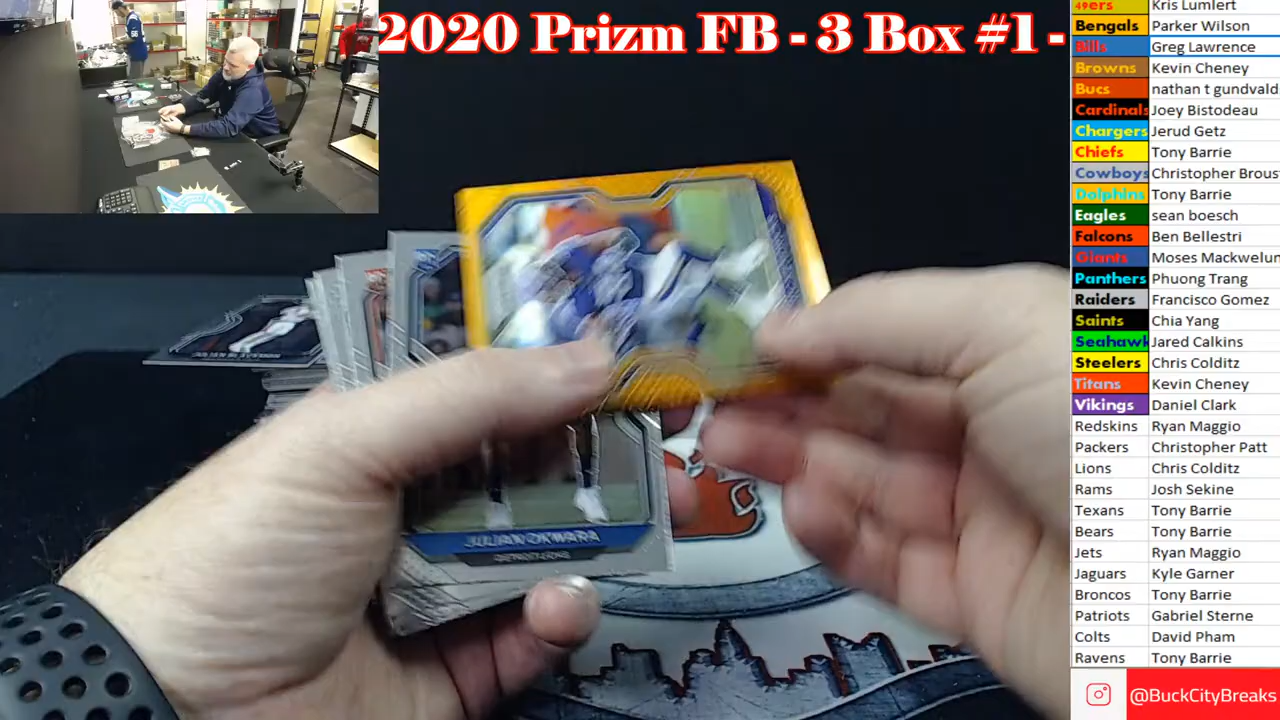 2020 Prizm FB - 3 Box #1 -
49ers Kris Lumlert
Bengals Parker Wilson
Bills Greg Lawrence
Browns Kevin Cheney
Bucs nathan t gundvald
Cardinals Joey Bistodeau
Chargers Jerud Getz
Chiefs Tony Barrie
Cowboys Christopher Brous
Dolphins Tony Barrie
Eagles sean boesch
Falcons Ben Bellestri
Giants Moses Mackwelun
Panthers Phuong Trang
Raiders Francisco Gomez
Saints Chia Yang
Seahawk Jared Calkins
Steelers Chris Colditz
Titans Kevin Cheney
Vikings Daniel Clark
Redskins Ryan Maggio
Packers Christopher Patt
Lions Chris Colditz
Rams Josh Sekine
Texans Tony Barrie
Bears Tony Barrie
Jets Ryan Maggio
Jaguars Kyle Garner
Broncos Tony Barrie
Patriots Gabriel Sterne
Colts David Pham
Ravens Tony Barrie
@BuckCityBreaks
JULIAN OKWARA